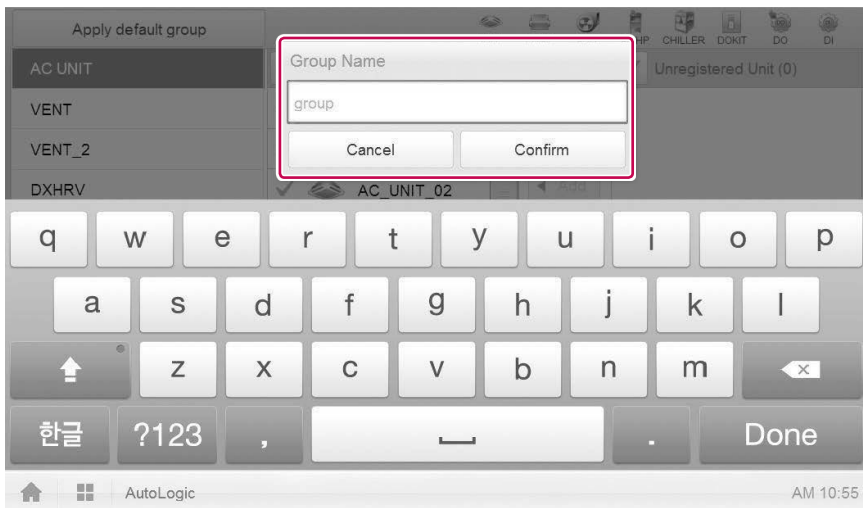 Apply default group
HP CHILLER DOKIT DO DI
AC UNIT
Group Name
Unregistered Unit (0)
VENT
group
VENT_2
Cancel Confirm
DXHRV
AC_UNIT_02
Add
q w e r t y u i o p
a s d f g h j k l
z x c v b n m
한글 ?123 , . Done
AutoLogic
AM 10:55